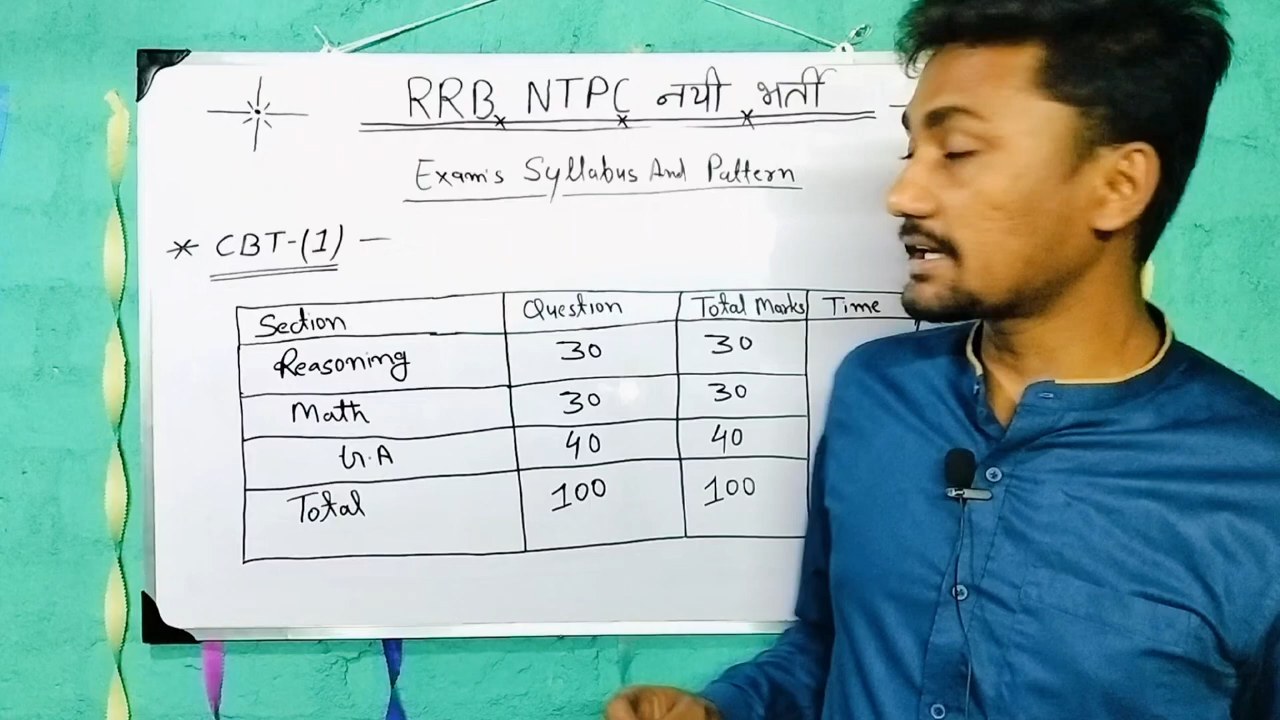 RRB NTPC नयी भर्ती
Exam's Syllabus And Pattern
* CBT-(1) -
Section Question Total Marks Time
Reasoning 30 30
Math 30 30
G.A 40 40
Total 100 100